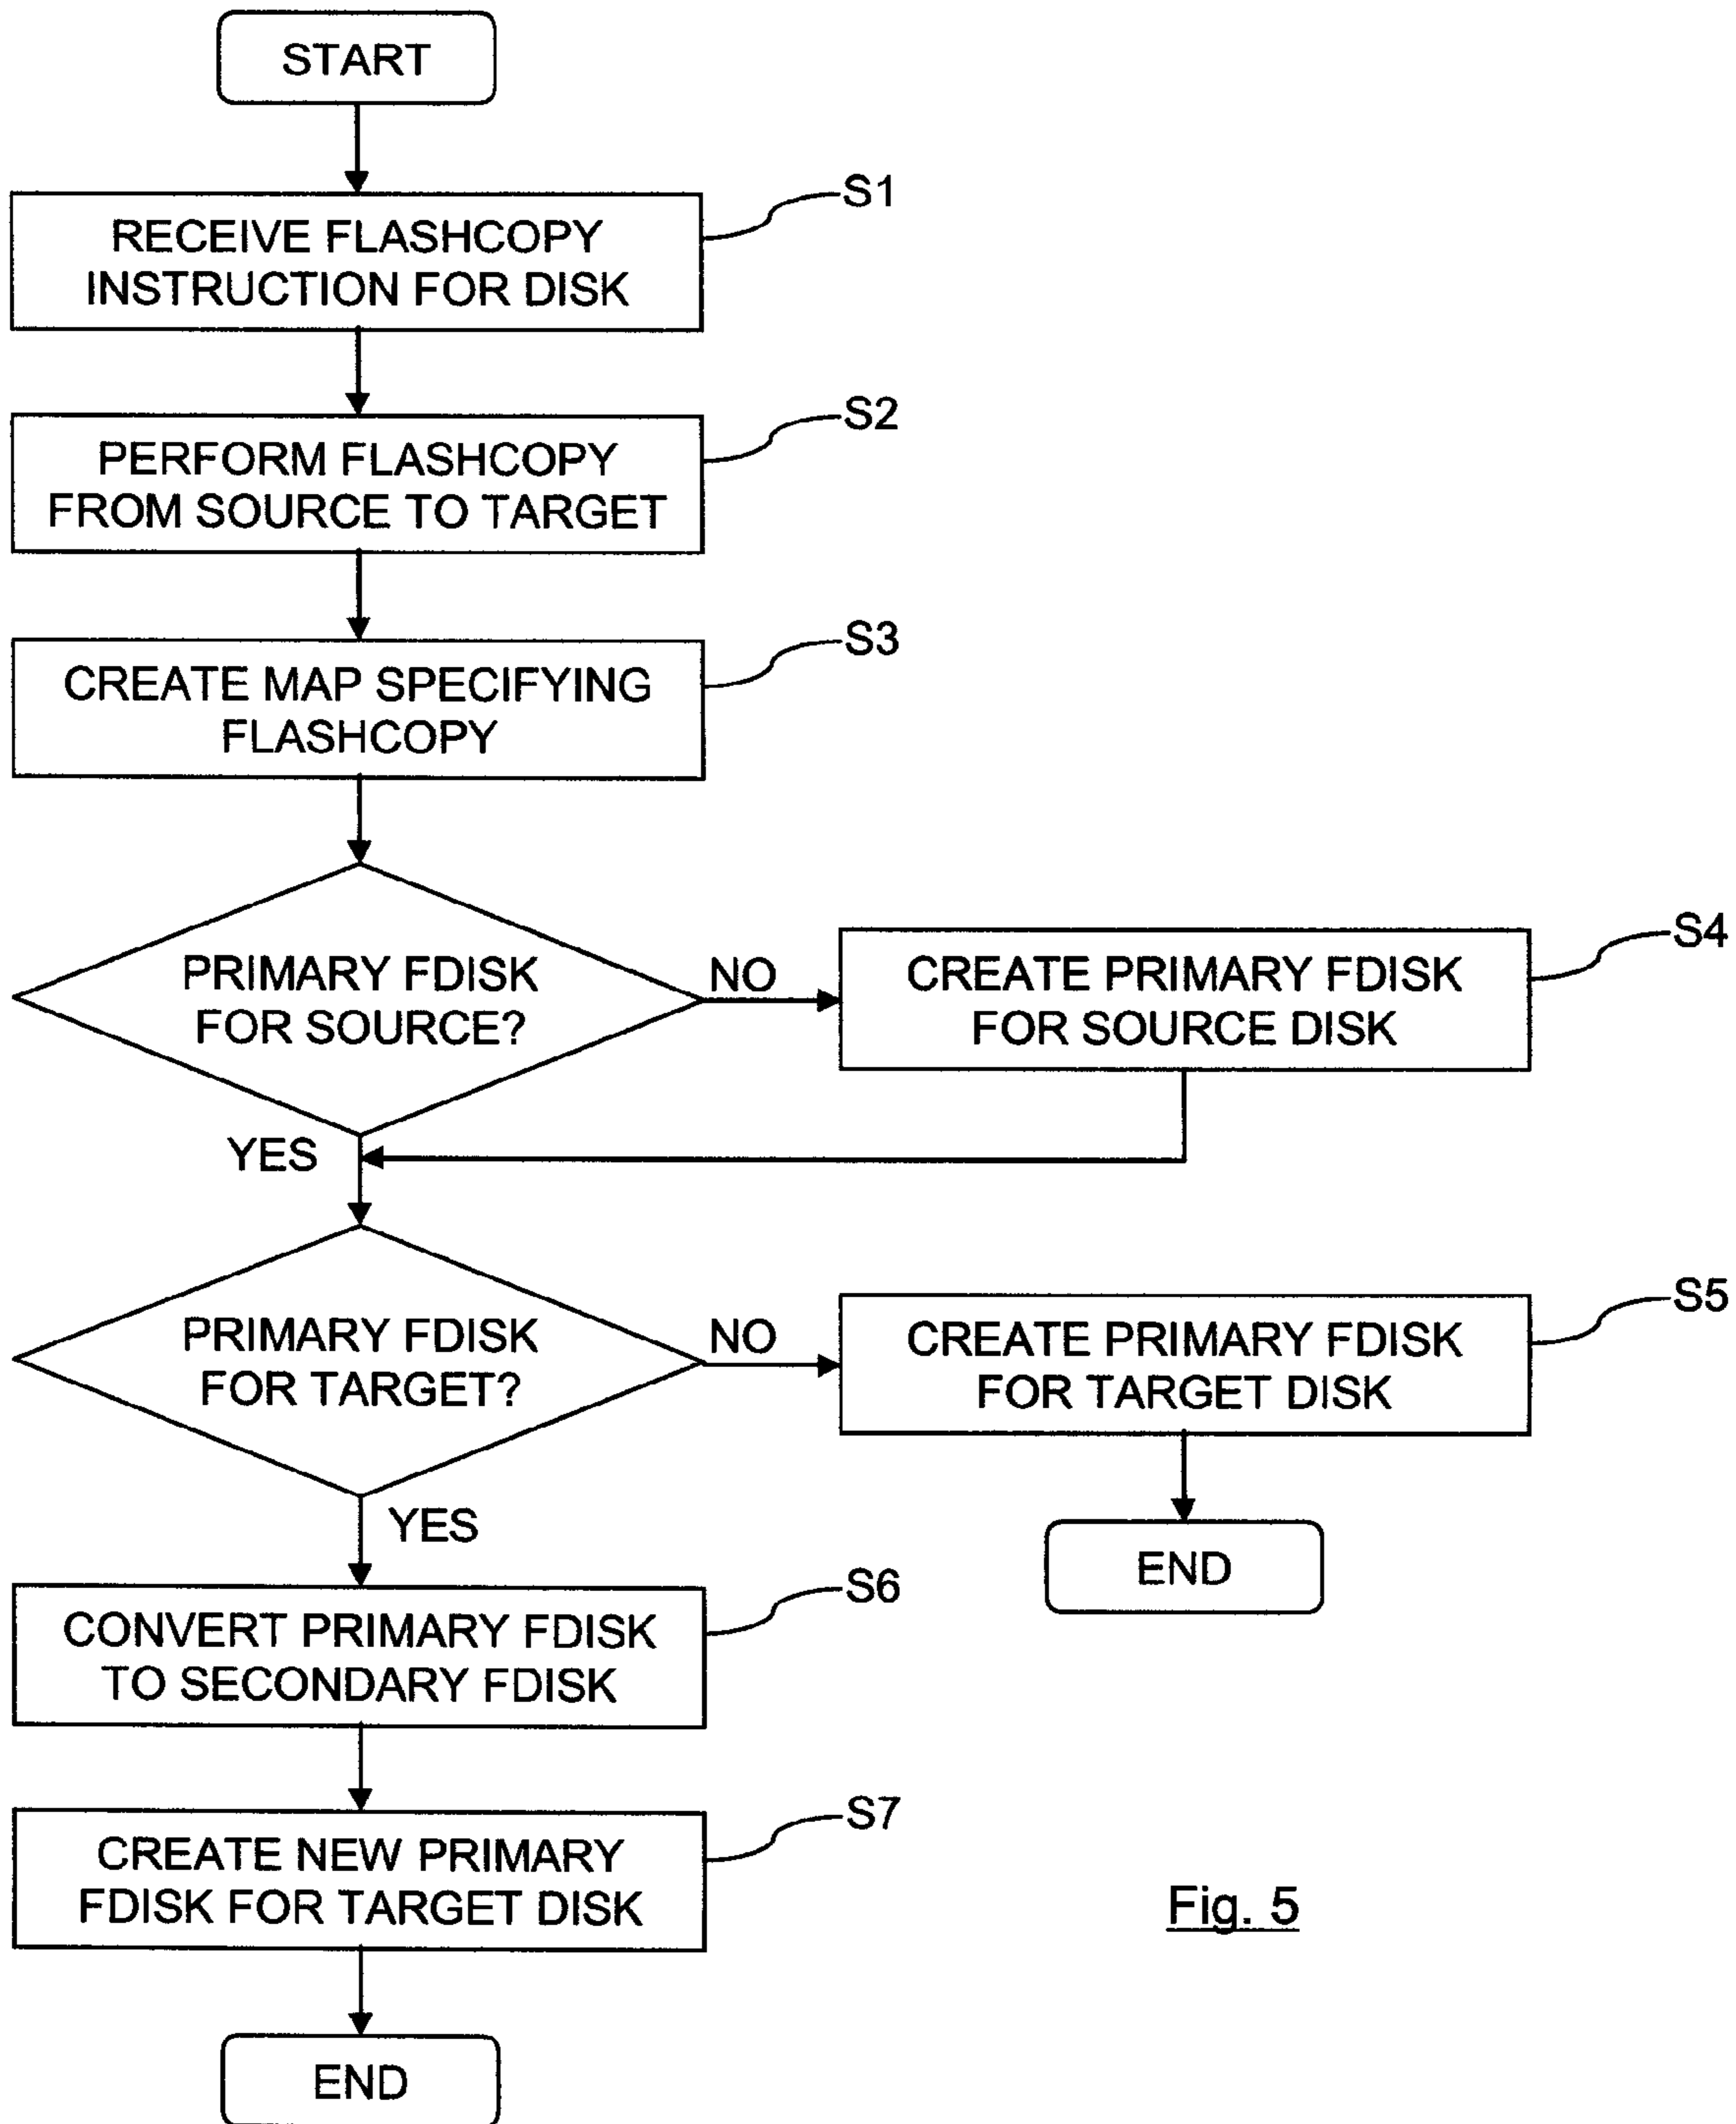 START
RECEIVE FLASHCOPY
INSTRUCTION FOR DISK
S1
PERFORM FLASHCOPY
FROM SOURCE TO TARGET
S2
CREATE MAP SPECIFYING
FLASHCOPY
S3
PRIMARY FDISK
FOR SOURCE?
NO
CREATE PRIMARY FDISK
FOR SOURCE DISK
S4
YES
PRIMARY FDISK
FOR TARGET?
NO
CREATE PRIMARY FDISK
FOR TARGET DISK
S5
YES
END
CONVERT PRIMARY FDISK
TO SECONDARY FDISK
S6
CREATE NEW PRIMARY
FDISK FOR TARGET DISK
S7
Fig. 5
END